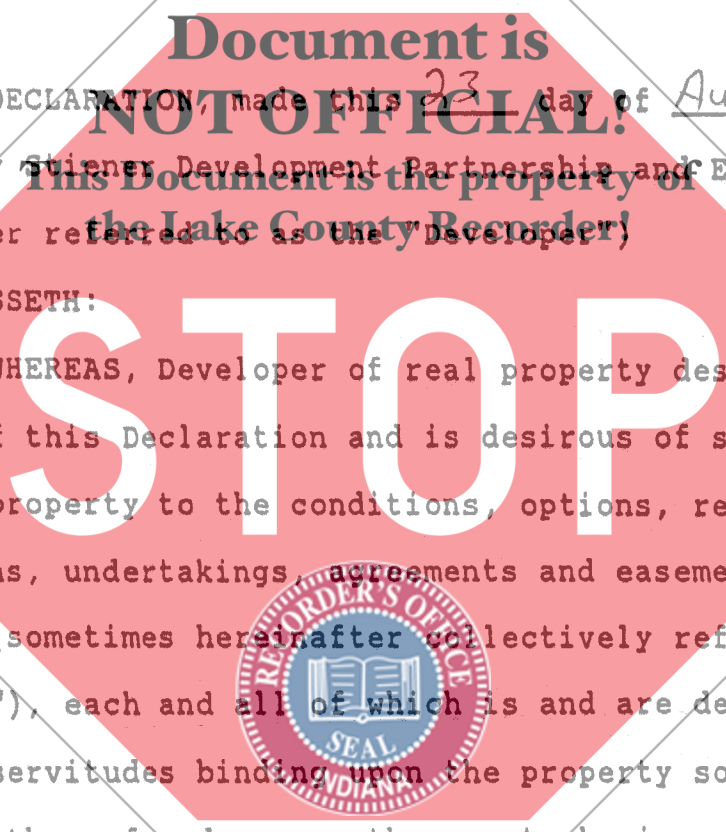 Document is
DECLARATION, made this 23 day of Au
NOT OFFICIAL!
Stiener Development Partnership and E
This Document is the property of
er referred to as the "Developer")
the Lake County Recorder!
SSETH:
STOP
WHEREAS, Developer of real property des
f this Declaration and is desirous of s
property to the conditions, options, re
ns, undertakings, agreements and easeme
sometimes hereinafter collectively ref
"), each and all of which is and are de
servitudes binding upon the property so
RECORDER'S OFFICE
SEAL
INDIANA